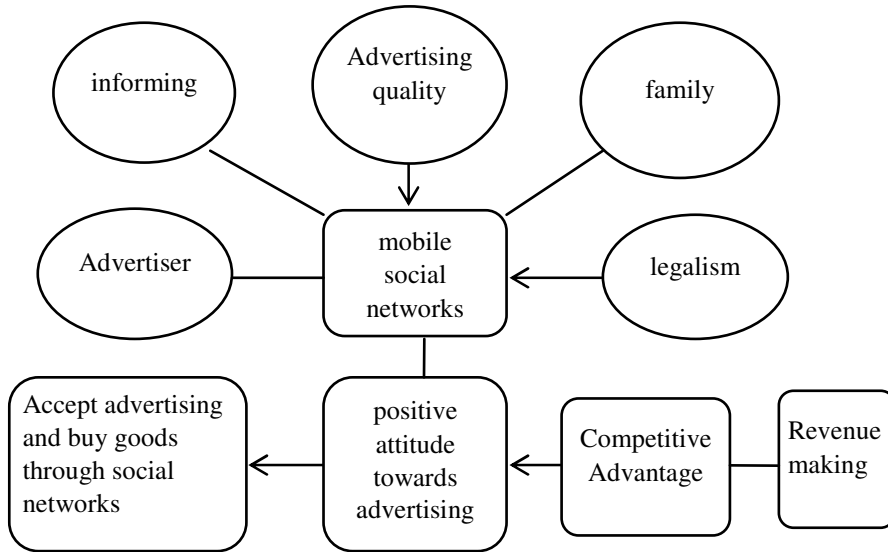 informing
Advertising
quality
family
Advertiser
mobile
social
networks
legalism
Accept advertising
and buy goods
through social
networks
positive
attitude
towards
advertising
Competitive
Advantage
Revenue
making